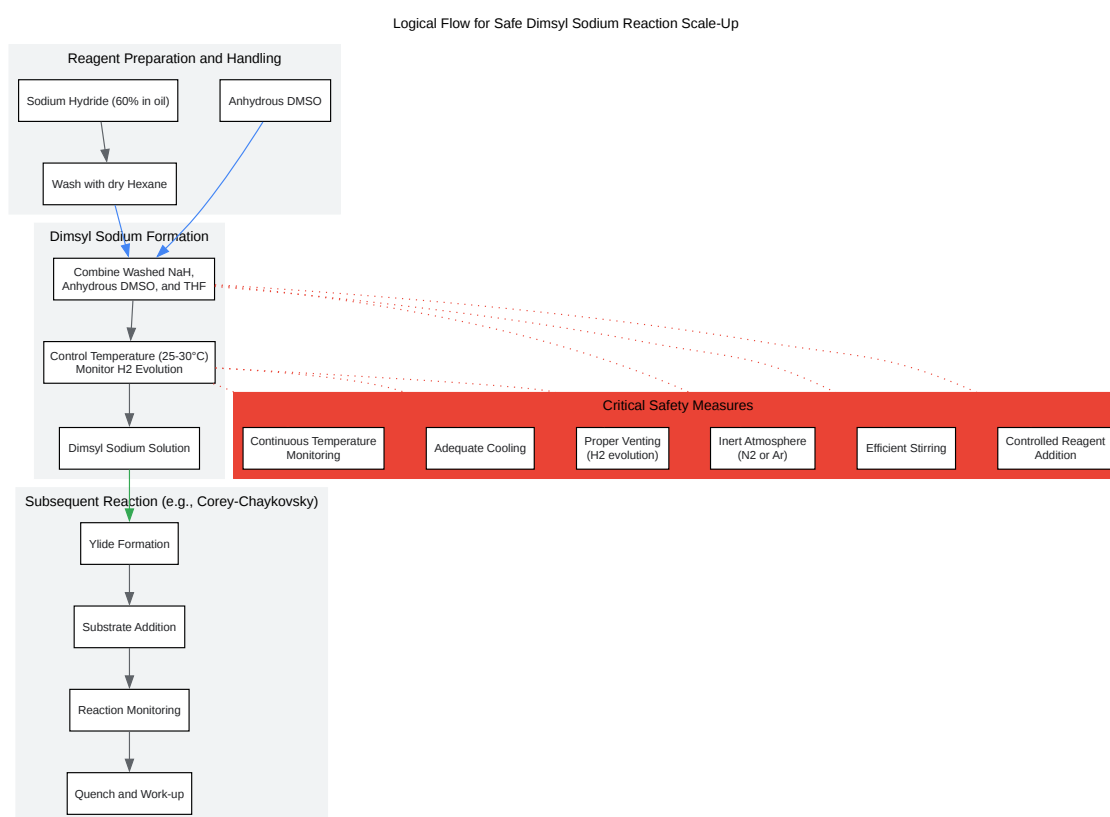 Logical Flow for Safe Dimsyl Sodium Reaction Scale-Up
Reagent Preparation and Handling
Sodium Hydride (60% in oil)
Anhydrous DMSO
Wash with dry Hexane
Dimsyl Sodium Formation
Combine Washed NaH,
Anhydrous DMSO, and THF
Control Temperature (25-30°C)
Monitor H2 Evolution
Dimsyl Sodium Solution
Critical Safety Measures
Continuous Temperature
Monitoring
Adequate Cooling
Proper Venting
(H2 evolution)
Inert Atmosphere
(N2 or Ar)
Efficient Stirring
Controlled Reagent
Addition
Subsequent Reaction (e.g., Corey-Chaykovsky)
Ylide Formation
Substrate Addition
Reaction Monitoring
Quench and Work-up